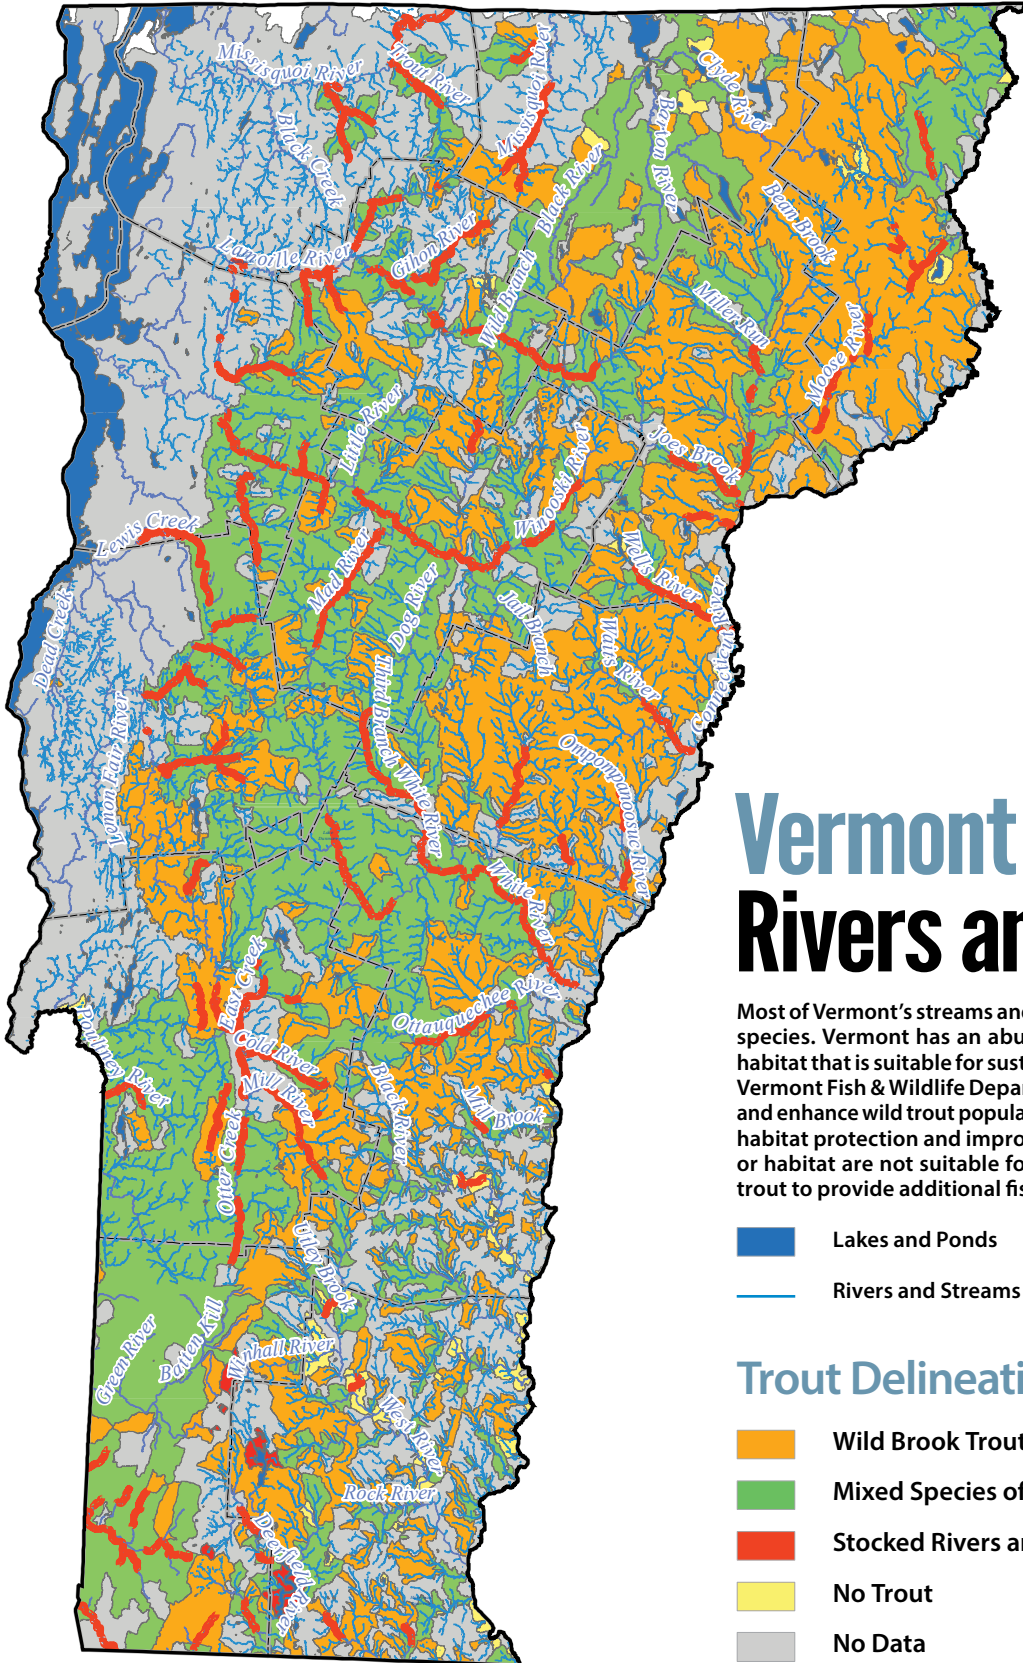 Missisquoi River
Trout River
Missisquoi River
Clyde River
Black Creek
Barton River
Black River
Bean Brook
Lamoille River
Gihon River
Wild Branch
Miller Run
Moose River
Little River
Joes Brook
Winooski River
Lewis Creek
Mad River
Wells River
Dog River
Jail Branch
Dead Creek
Waits River
Third Branch White River
Lemon Fair River
Ompompanoosuc River
White River
East Creek
Ottauquechee River
Poultney River
Cold River
Mill River
Black River
Mill Brook
Otter Creek
Utley Brook
Green River
Batten Kill
Winhall River
West River
Rock River
Deerfield River
Vermont
Rivers an
Most of Vermont's streams and
species. Vermont has an abu
habitat that is suitable for sust
Vermont Fish & Wildlife Depar
and enhance wild trout popula
habitat protection and impro
or habitat are not suitable fo
trout to provide additional fis
Lakes and Ponds
Rivers and Streams
Trout Delineati
Wild Brook Trout
Mixed Species of
Stocked Rivers an
No Trout
No Data